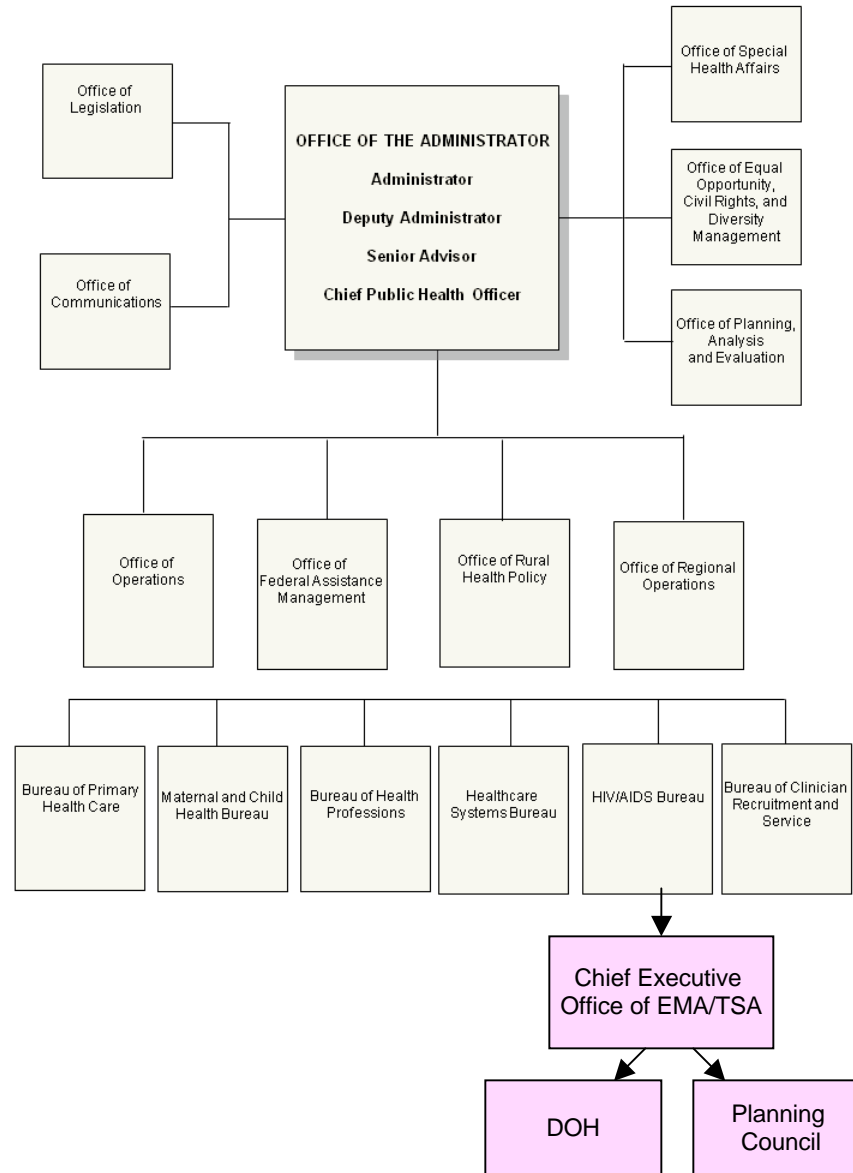 Office of
Legislation
Office of
Communications
OFFICE OF THE ADMINISTRATOR
Administrator
Deputy Administrator
Senior Advisor
Chief Public Health Officer
Office of Special
Health Affairs
Office of Equal
Opportunity,
Civil Rights, and
Diversity
Management
Office of Planning,
Analysis
and Evaluation
Office of
Operations
Office of
Federal Assistance
Management
Office of Rural
Health Policy
Office of Regional
Operations
Bureau of Primary
Health Care
Maternal and Child
Health Bureau
Bureau of Health
Professions
Healthcare
Systems Bureau
HIV/AIDS Bureau
Bureau of Clinician
Recruitment and
Service
Chief Executive
Office of EMA/TSA
DOH
Planning
Council